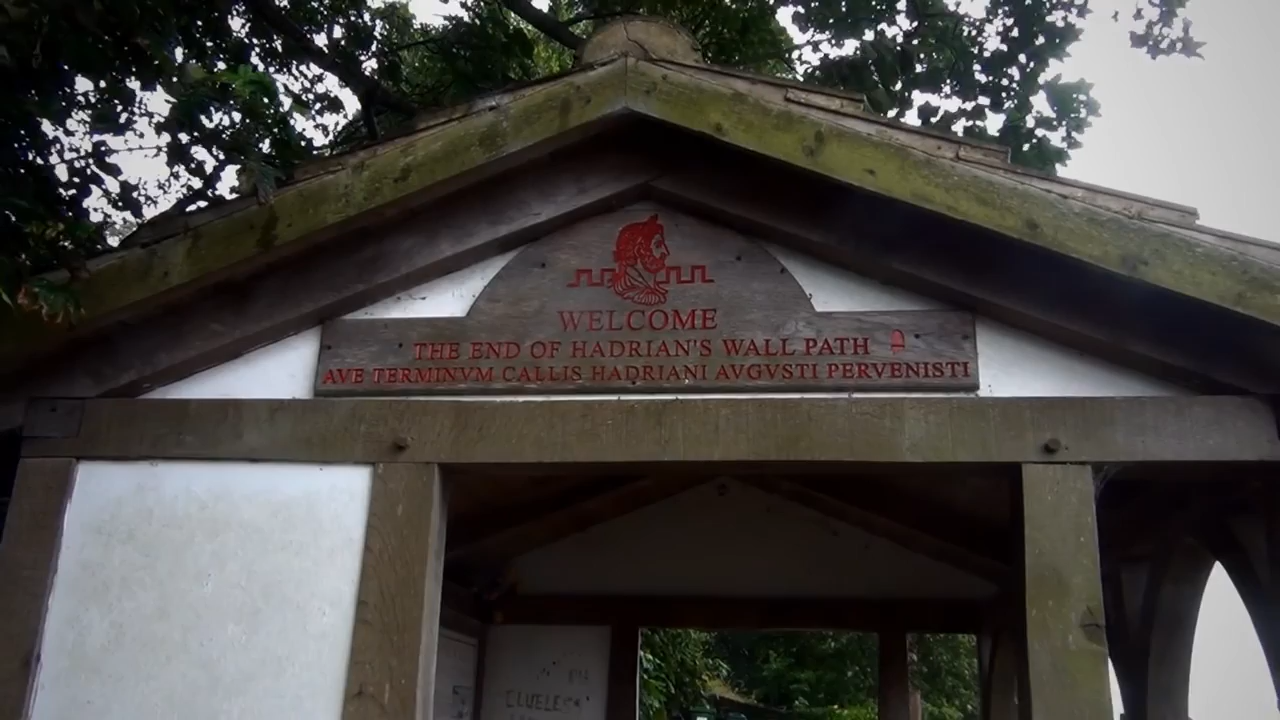 WELCOME
THE END OF HADRIAN'S WALL PATH
AVE TERMINVM CALLIS HADRIANI AVGVSTI PERVENISTI